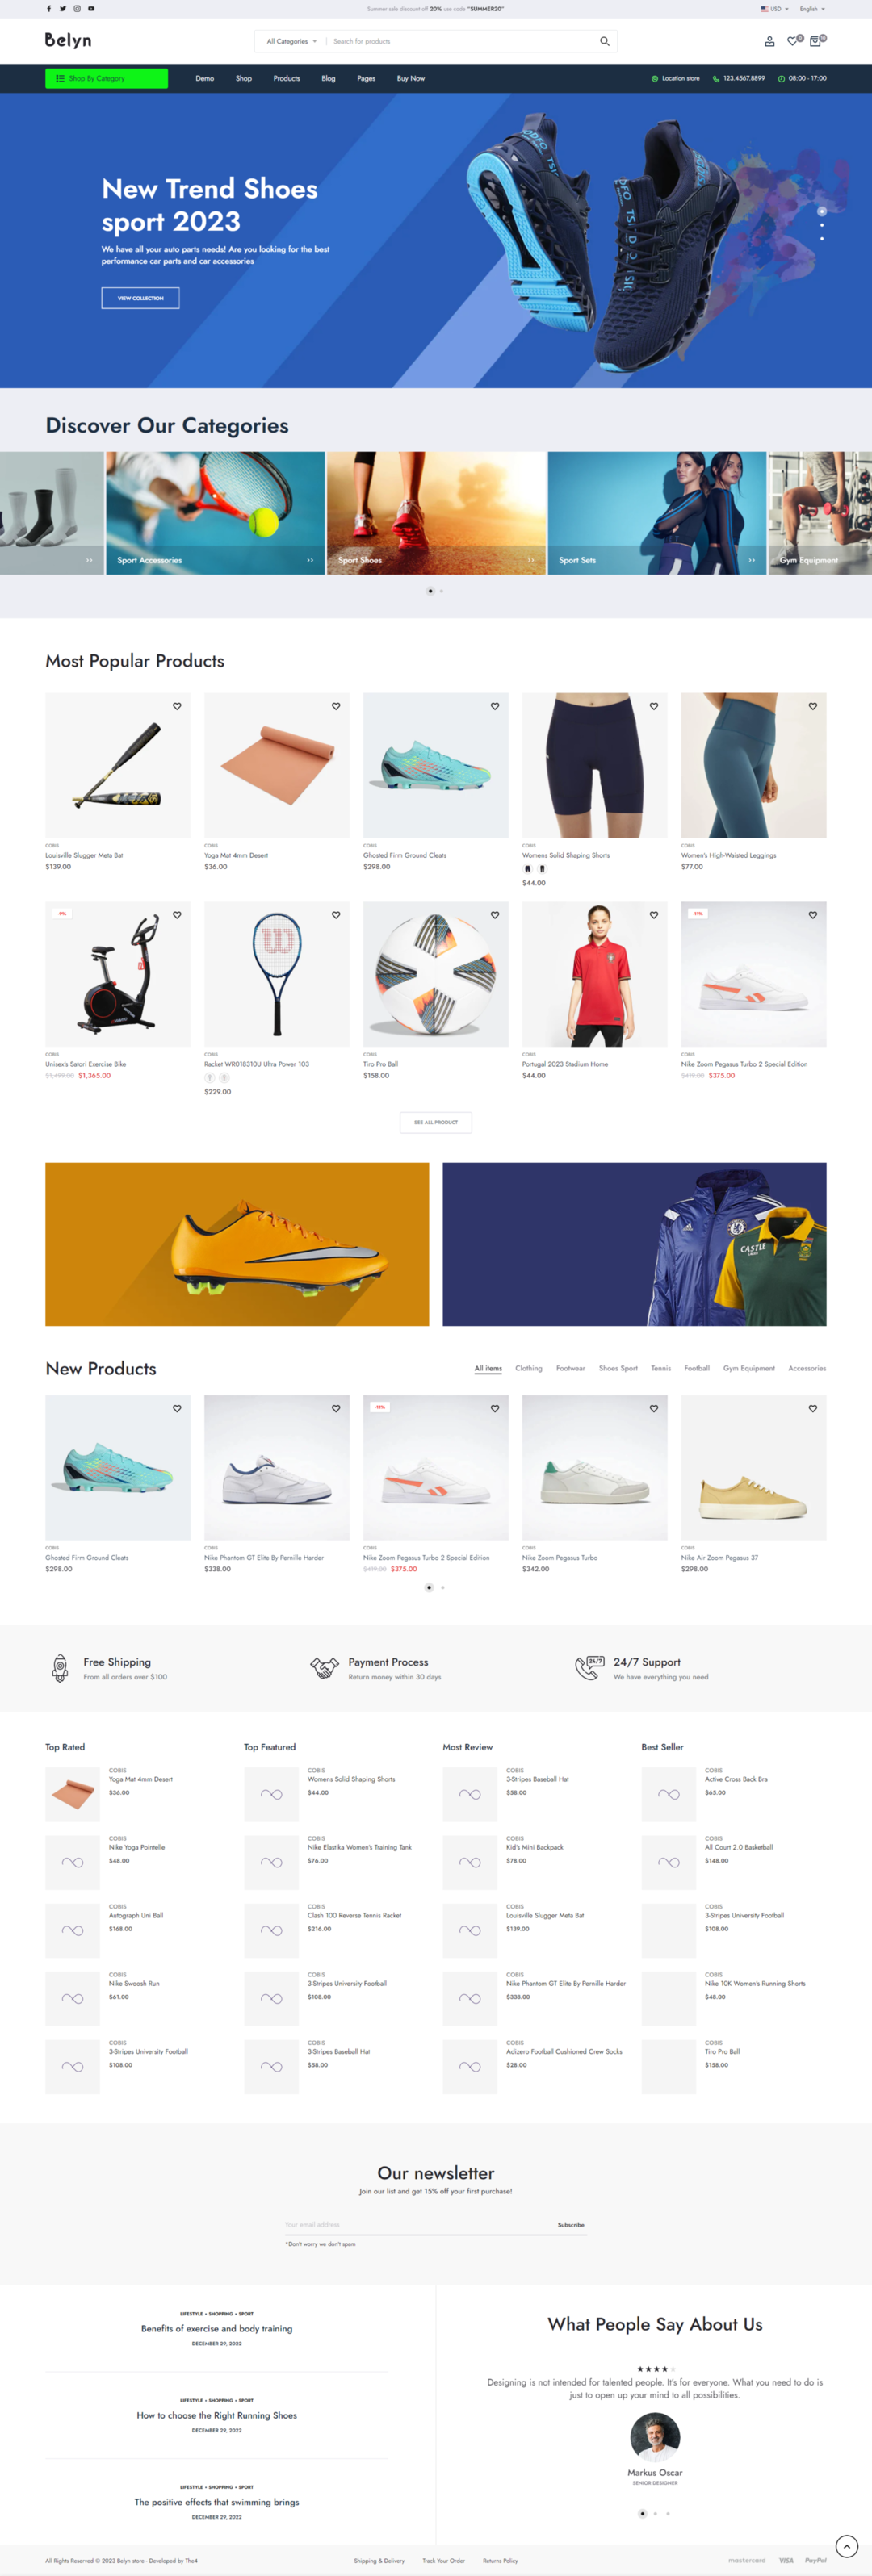 Summer sale discount off 20% use code "SUMMER20"
USD
English
Belyn
All Categories
Search for products
Shop By Category
Demo
Shop
Products
Blog
Pages
Buy Now
Location store
123.4567.8899
08:00 - 17:00
New Trend Shoes
sport 2023
We have all your auto parts needs! Are you looking for the best
performance car parts and car accessories
VIEW COLLECTION
Discover Our Categories
Sport Accessories
Sport Shoes
Sport Sets
Gym Equipment
Most Popular Products
COBIS
Louisville Slugger Meta Bat
$139.00
COBIS
Yoga Mat 4mm Desert
$36.00
COBIS
Ghosted Firm Ground Cleats
$298.00
COBIS
Womens Solid Shaping Shorts
$44.00
COBIS
Women's High-Waisted Leggings
$77.00
-9%
COBIS
Unisex's Satori Exercise Bike
$1,499.00 $1,365.00
COBIS
Racket WR018310U Ultra Power 103
$229.00
COBIS
Tiro Pro Ball
$158.00
COBIS
Portugal 2023 Stadium Home
$44.00
-11%
COBIS
Nike Zoom Pegasus Turbo 2 Special Edition
$419.00 $375.00
SEE ALL PRODUCT
CASTLE
New Products
All items
Clothing
Footwear
Shoes Sport
Tennis
Football
Gym Equipment
Accessories
COBIS
Ghosted Firm Ground Cleats
$298.00
COBIS
Nike Phantom GT Elite By Pernille Harder
$338.00
-11%
COBIS
Nike Zoom Pegasus Turbo 2 Special Edition
$419.00 $375.00
COBIS
Nike Zoom Pegasus Turbo
$342.00
COBIS
Nike Air Zoom Pegasus 37
$298.00
Free Shipping
From all orders over $100
Payment Process
Return money within 30 days
24/7
24/7 Support
We have everything you need
Top Rated
COBIS
Yoga Mat 4mm Desert
$36.00
COBIS
Nike Yoga Pointelle
$48.00
COBIS
Autograph Uni Ball
$168.00
COBIS
Nike Swoosh Run
$61.00
COBIS
3-Stripes University Football
$108.00
Top Featured
COBIS
Womens Solid Shaping Shorts
$44.00
COBIS
Nike Elastika Women's Training Tank
$76.00
COBIS
Clash 100 Reverse Tennis Racket
$216.00
COBIS
3-Stripes University Football
$108.00
COBIS
3-Stripes Baseball Hat
$58.00
Most Review
COBIS
3-Stripes Baseball Hat
$58.00
COBIS
Kid's Mini Backpack
$78.00
COBIS
Louisville Slugger Meta Bat
$139.00
COBIS
Nike Phantom GT Elite By Pernille Harder
$338.00
COBIS
Adizero Football Cushioned Crew Socks
$28.00
Best Seller
COBIS
Active Cross Back Bra
$65.00
COBIS
All Court 2.0 Basketball
$148.00
COBIS
3-Stripes University Football
$108.00
COBIS
Nike 10K Women's Running Shorts
$48.00
COBIS
Tiro Pro Ball
$158.00
Our newsletter
Join our list and get 15% off your first purchase!
Your email address
Subscribe
*Don't worry we don't spam
LIFESTYLE • SHOPPING • SPORT
Benefits of exercise and body training
DECEMBER 29, 2022
LIFESTYLE • SHOPPING • SPORT
How to choose the Right Running Shoes
DECEMBER 29, 2022
LIFESTYLE • SHOPPING • SPORT
The positive effects that swimming brings
DECEMBER 29, 2022
What People Say About Us
Designing is not intended for talented people. It's for everyone. What you need to do is
just to open up your mind to all possibilities.
Markus Oscar
SENIOR DESIGNER
All Rights Reserved © 2023 Belyn store - Developed by The4
Shipping & Delivery
Track Your Order
Returns Policy
mastercard
VISA
PayPal